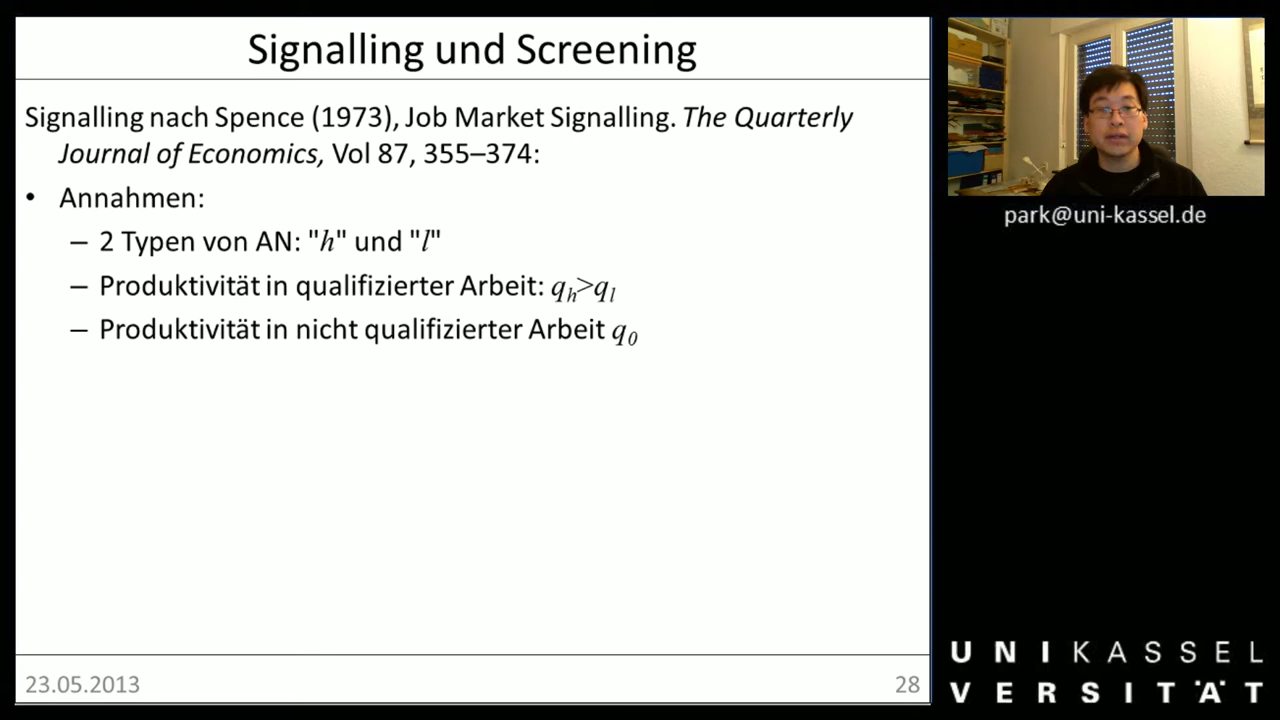 Signalling und Screening
Signalling nach Spence (1973), Job Market Signalling. The Quarterly
Journal of Economics, Vol 87, 355–374:
• Annahmen:
– 2 Typen von AN: "h" und "l"
– Produktivität in qualifizierter Arbeit: qh>ql
– Produktivität in nicht qualifizierter Arbeit q0
23.05.2013
28
park@uni-kassel.de
UNIKASSEL
VERSITÄT